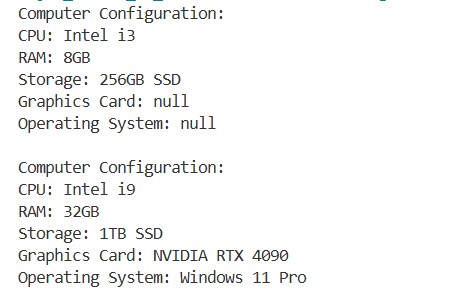 Computer Configuration:
CPU: Intel i3
RAM: 8GB
Storage: 256GB SSD
Graphics Card: null
Operating System: null
Computer Configuration:
CPU: Intel i9
RAM: 32GB
Storage: 1TB SSD
Graphics Card: NVIDIA RTX 4090
Operating System: Windows 11 Pro